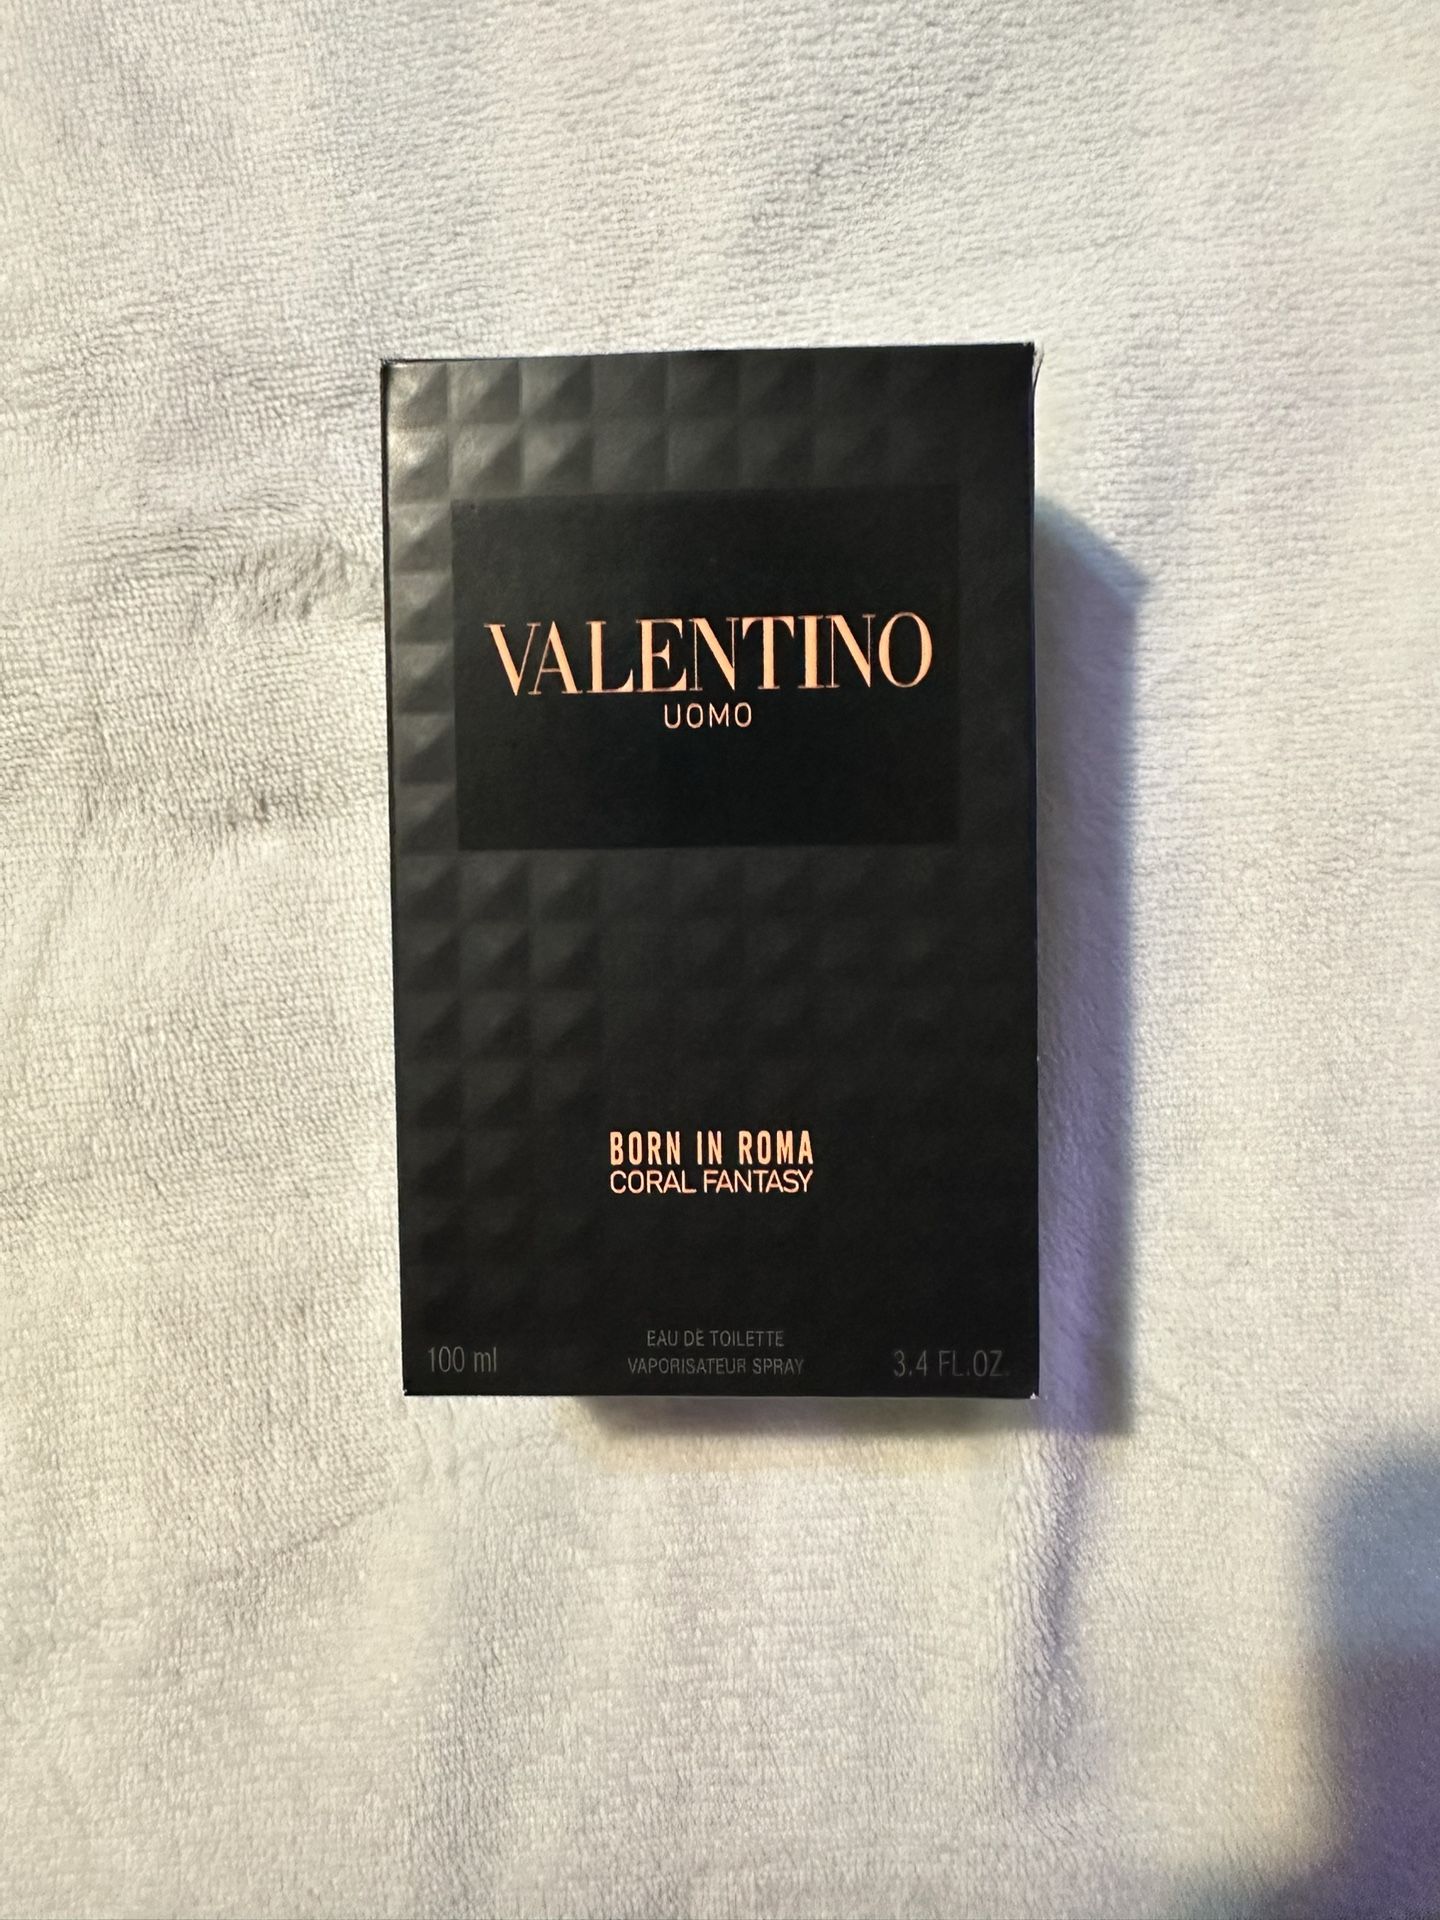 VALENTINO
UOMO
BORN IN ROMA
CORAL FANTASY
EAU DE TOILETTE
100 ml VAPORISATEUR SPRAY 3.4 FL.OZ.